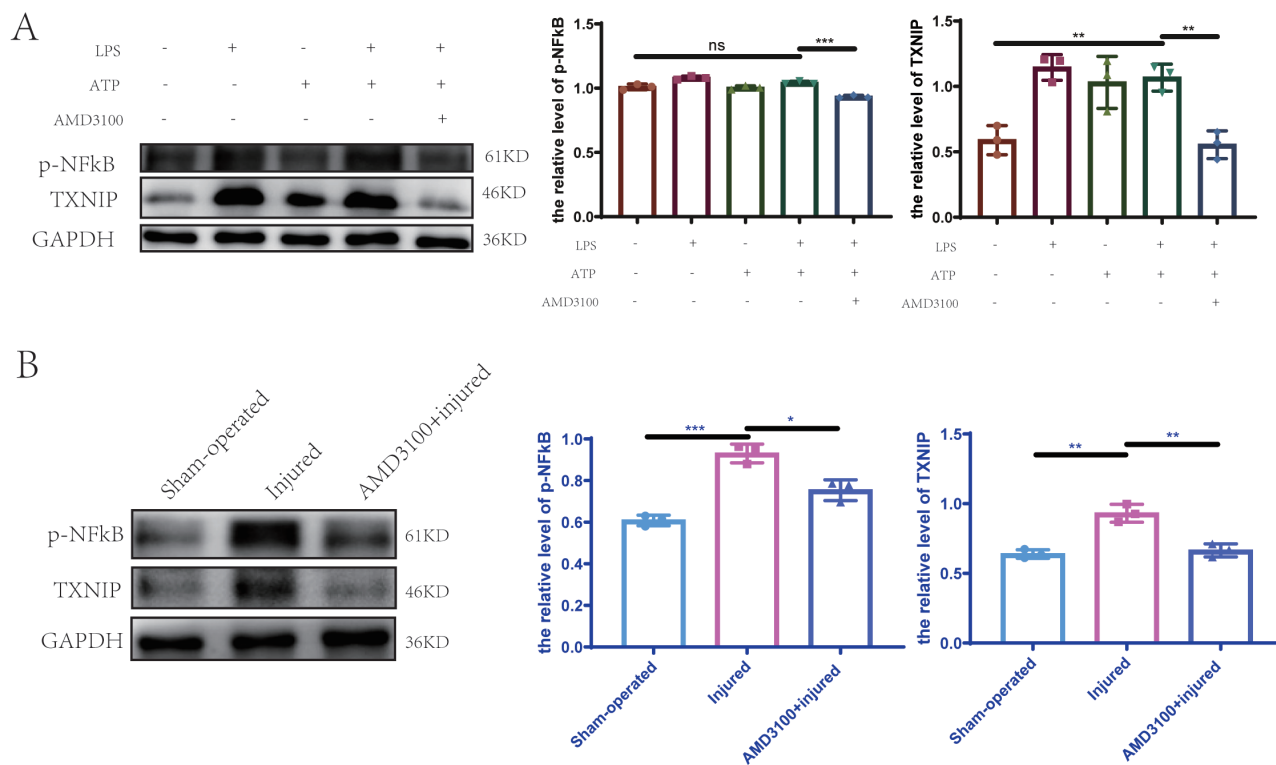 A
LPS - + - + +
ATP - - + + +
AMD3100 - - - - +
p-NFkB 61KD
TXNIP 46KD
GAPDH 36KD
the relative level of p-NFkB
1.5
1.0
0.5
0.0
ns ***
LPS - + - + +
ATP - - + + +
AMD3100 - - - - +
the relative level of TXNIP
1.5
1.0
0.5
0.0
** **
LPS - + - + +
ATP - - + + +
AMD3100 - - - - +
B
Sham-operated
Injured
AMD3100+injured
p-NFkB 61KD
TXNIP 46KD
GAPDH 36KD
the relative level of p-NFkB
1.0
0.8
0.6
0.4
0.2
0.0
*** *
Sham-operated
Injured
AMD3100+injured
the relative level of TXNIP
1.5
1.0
0.5
0.0
** **
Sham-operated
Injured
AMD3100+injured